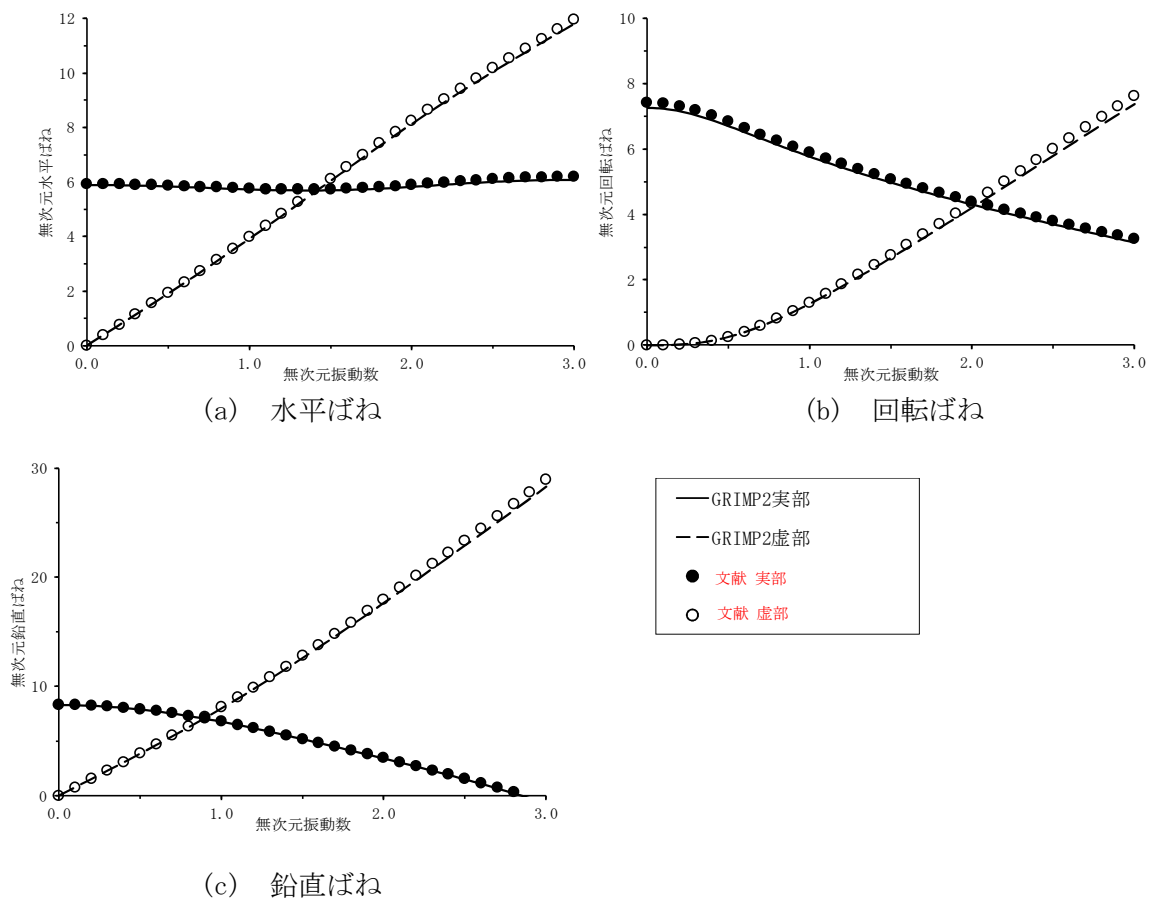 12
10
8
6
4
2
0
0.0 1.0 2.0 3.0
無次元水平ばね
無次元振動数
(a) 水平ばね
10
8
6
4
2
0
0.0 1.0 2.0 3.0
無次元回転ばね
無次元振動数
(b) 回転ばね
30
20
10
0
0.0 1.0 2.0 3.0
無次元鉛直ばね
無次元振動数
(c) 鉛直ばね
GRIMP2実部
GRIMP2虚部
文献 実部
文献 虚部